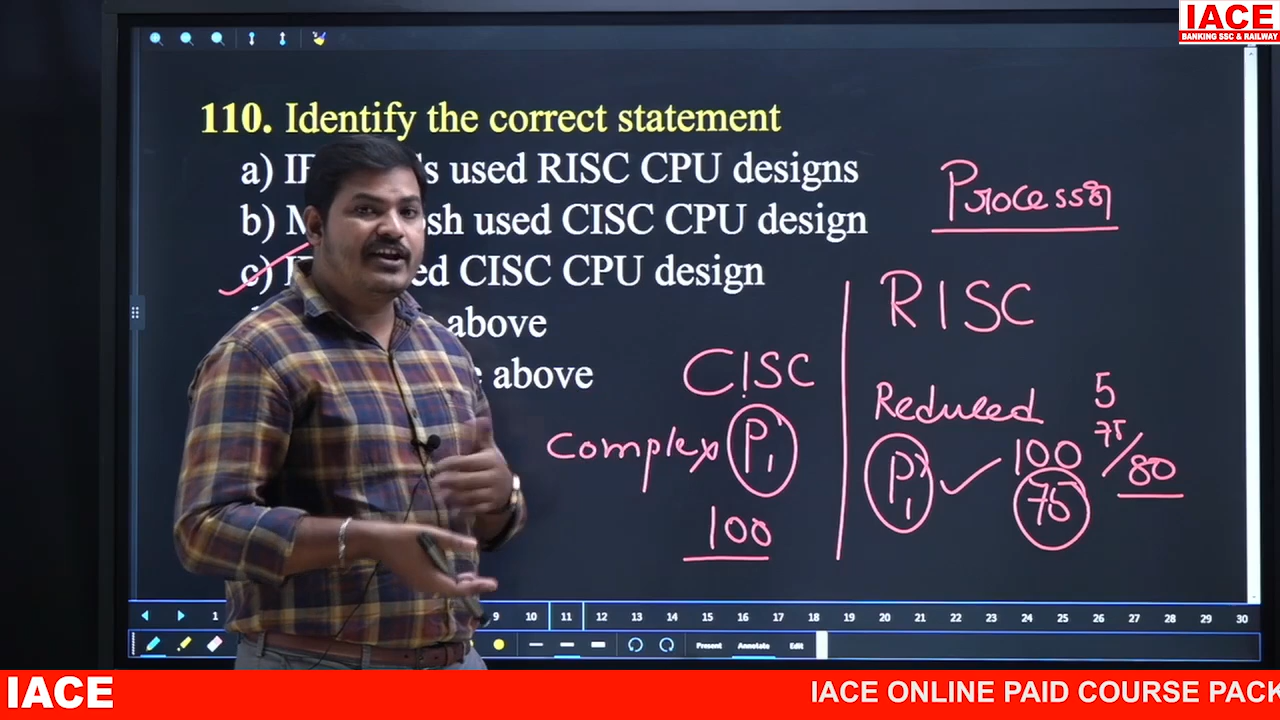 IACE
BANKING SSC & RAILWAY
110. Identify the correct statement
a) used RISC CPU designs
b) used CISC CPU design
c) CISC CPU design
above
above
Processor
CISC
Complex P1
100
RISC
Reduced 5
P1 100 75/80
75
1 9 10 11 12 13 14 15 16 17 18 19 20 21 22 23 24 25 26 27 28 29 30
Present Annotate Edit
IACE IACE ONLINE PAID COURSE PACK